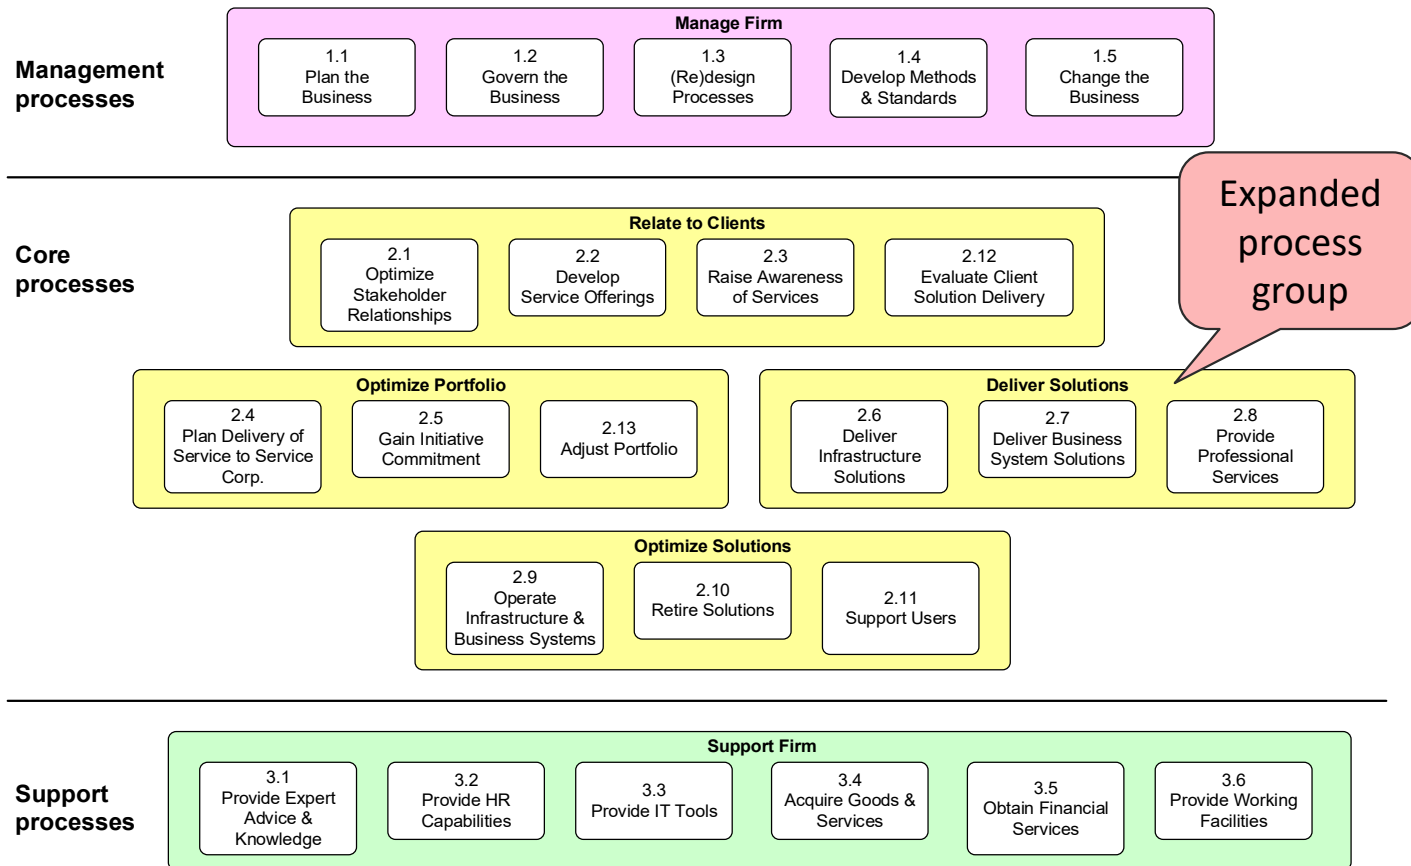 Management
processes
Manage Firm
1.1
Plan the
Business
1.2
Govern the
Business
1.3
(Re)design
Processes
1.4
Develop Methods
& Standards
1.5
Change the
Business
Expanded
process
group
Core
processes
Relate to Clients
2.1
Optimize
Stakeholder
Relationships
2.2
Develop
Service Offerings
2.3
Raise Awareness
of Services
2.12
Evaluate Client
Solution Delivery
Optimize Portfolio
2.4
Plan Delivery of
Service to Service
Corp.
2.5
Gain Initiative
Commitment
2.13
Adjust Portfolio
Deliver Solutions
2.6
Deliver
Infrastructure
Solutions
2.7
Deliver Business
System Solutions
2.8
Provide
Professional
Services
Optimize Solutions
2.9
Operate
Infrastructure &
Business Systems
2.10
Retire Solutions
2.11
Support Users
Support
processes
Support Firm
3.1
Provide Expert
Advice &
Knowledge
3.2
Provide HR
Capabilities
3.3
Provide IT Tools
3.4
Acquire Goods &
Services
3.5
Obtain Financial
Services
3.6
Provide Working
Facilities